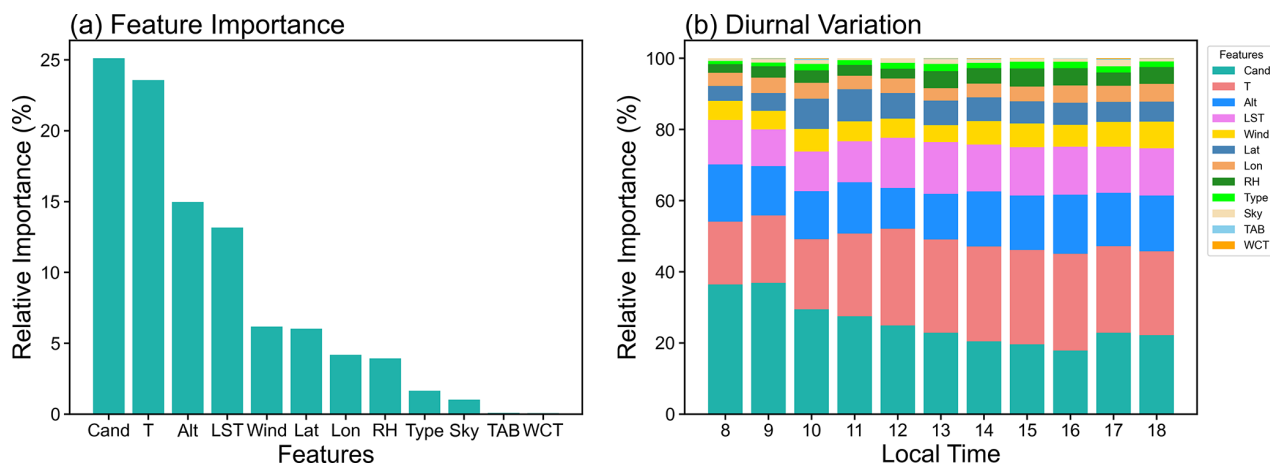 (a) Feature Importance
Relative Importance (%)
25
20
15
10
5
0
Cand T Alt LST Wind Lat Lon RH Type Sky TAB WCT
Features
(b) Diurnal Variation
Relative Importance (%)
100
80
60
40
20
0
8 9 10 11 12 13 14 15 16 17 18
Local Time
Features
Cand
T
Alt
LST
Wind
Lat
Lon
RH
Type
Sky
TAB
WCT